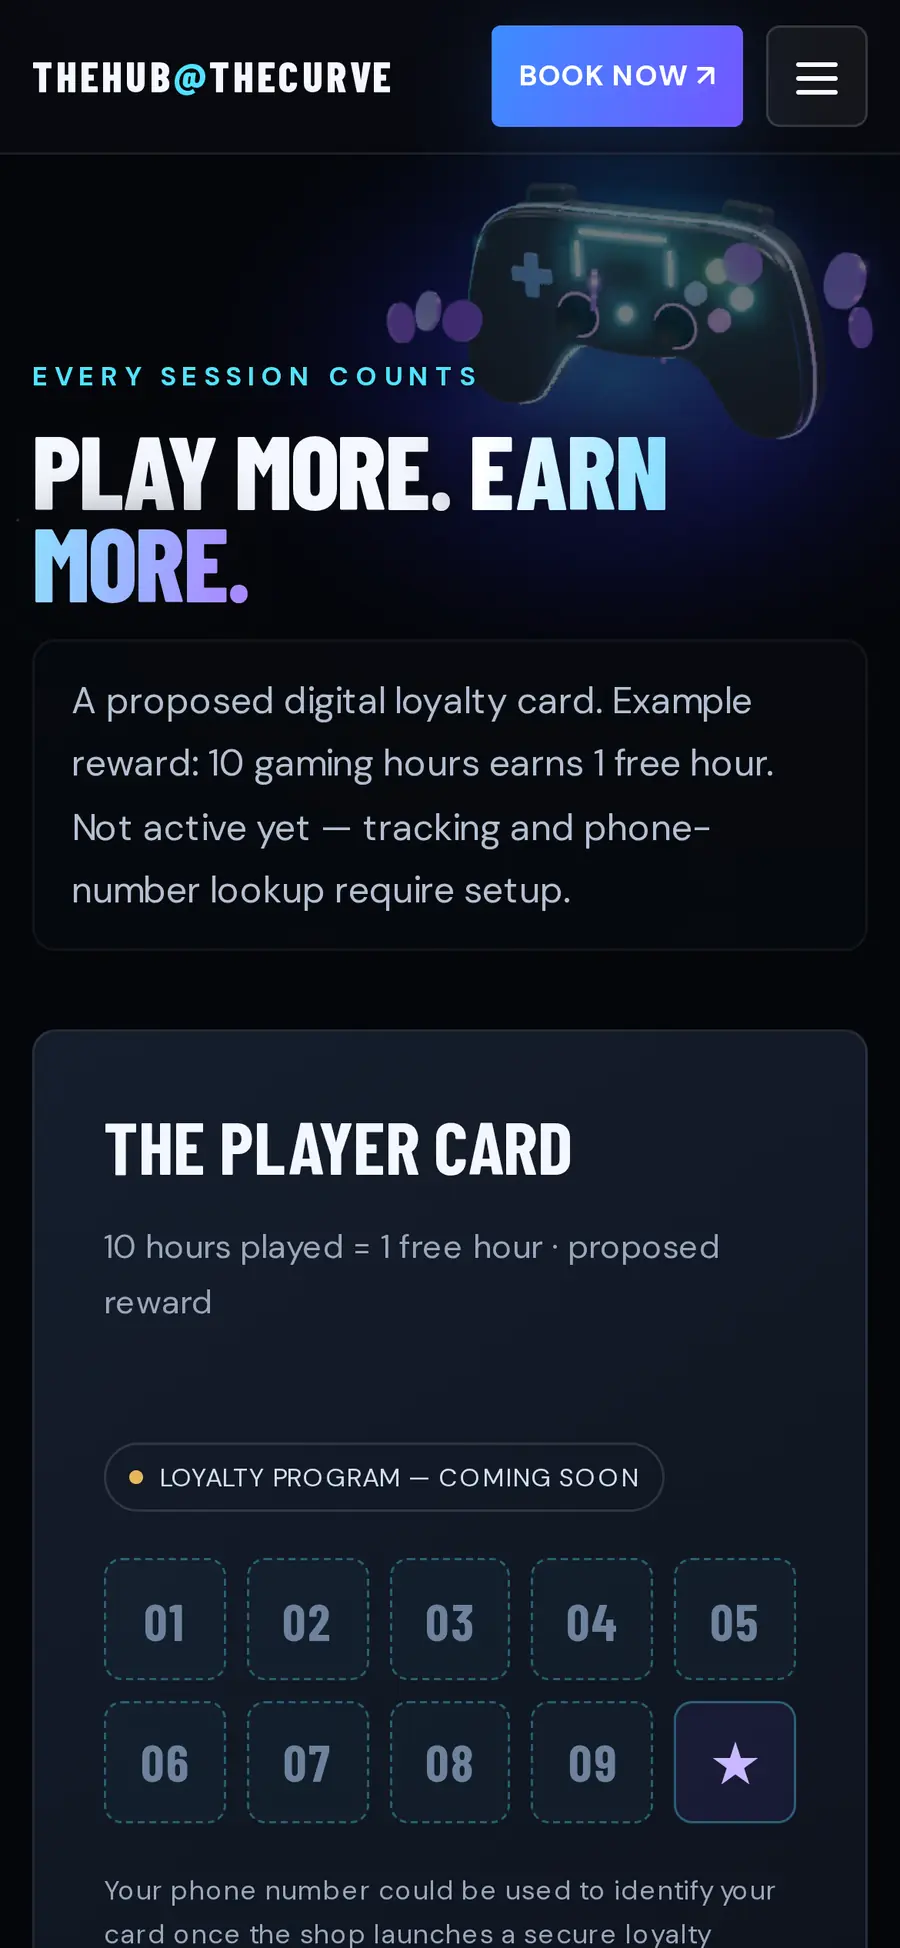 THEHUB@THECURVE
BOOK NOW ↗
EVERY SESSION COUNTS
PLAY MORE. EARN
MORE.
A proposed digital loyalty card. Example
reward: 10 gaming hours earns 1 free hour.
Not active yet — tracking and phone-
number lookup require setup.
THE PLAYER CARD
10 hours played = 1 free hour · proposed
reward
LOYALTY PROGRAM — COMING SOON
01 02 03 04 05
06 07 08 09 ★
Your phone number could be used to identify your
card once the shop launches a secure loyalty